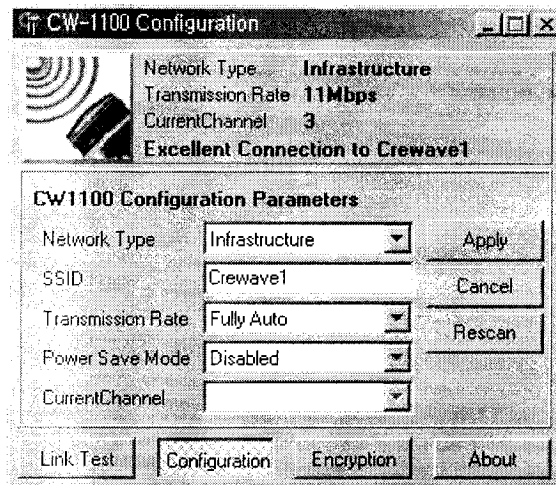 CW-1100 Configuration
Network Type Infrastructure
Transmission Rate 11Mbps
CurrentChannel 3
Excellent Connection to Crewave1
CW1100 Configuration Parameters
Network Type Infrastructure Apply
SSID Crewave1 Cancel
Transmission Rate Fully Auto Rescan
Power Save Mode Disabled
CurrentChannel
Link Test Configuration Encryption About